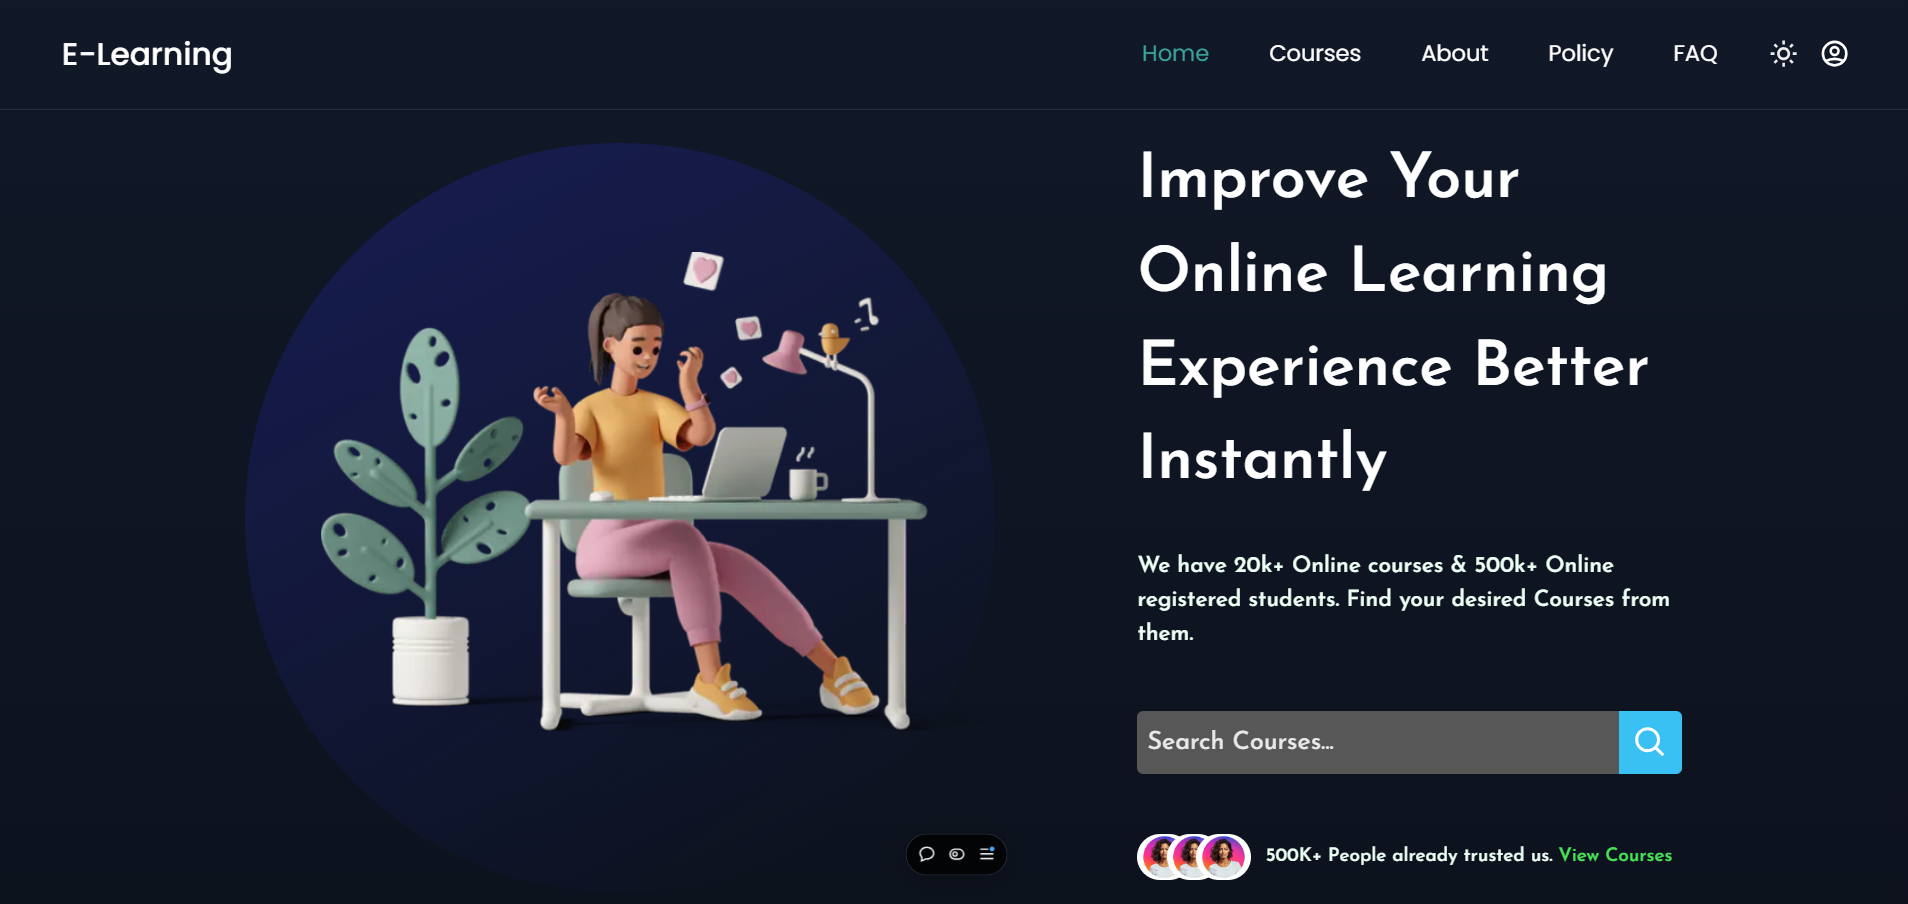 E-Learning
Home Courses About Policy FAQ
Improve Your
Online Learning
Experience Better
Instantly
We have 20k+ Online courses & 500k+ Online
registered students. Find your desired Courses from
them.
Search Courses...
500K+ People already trusted us. View Courses